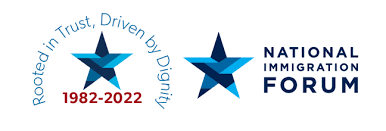 Rooted in Trust, Driven by Dignity
1982-2022
NATIONAL
IMMIGRATION
FORUM